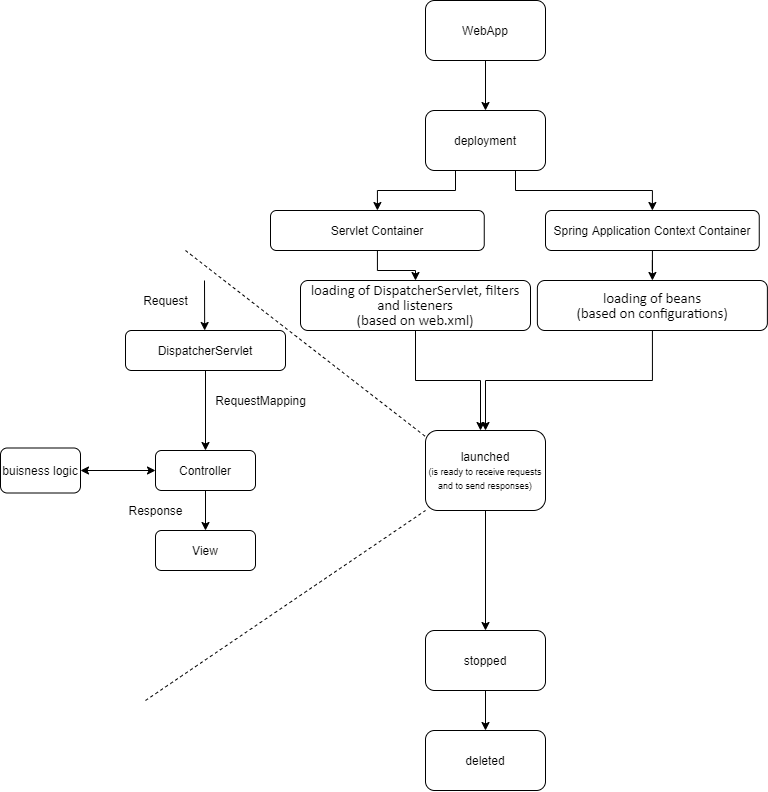 WebApp
deployment
Servlet Container
Spring Application Context Container
loading of DispatcherServlet, filters
and listeners
(based on web.xml)
loading of beans
(based on configurations)
Request
DispatcherServlet
RequestMapping
buisness logic
Controller
Response
View
launched
(is ready to receive requests
and to send responses)
stopped
deleted